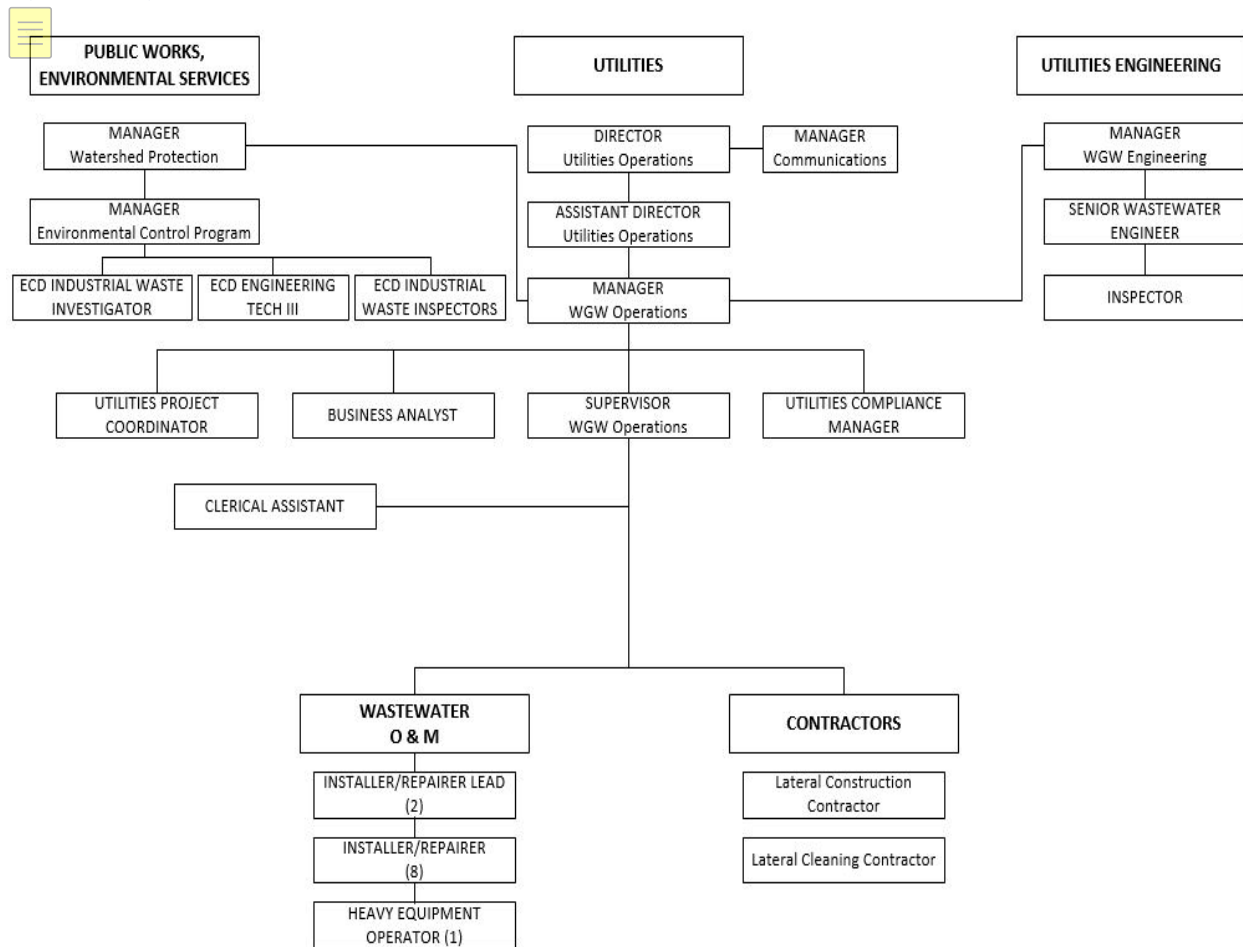 PUBLIC WORKS,
ENVIRONMENTAL SERVICES
UTILITIES
UTILITIES ENGINEERING
MANAGER
Watershed Protection
DIRECTOR
Utilities Operations
MANAGER
Communications
MANAGER
WGW Engineering
MANAGER
Environmental Control Program
ASSISTANT DIRECTOR
Utilities Operations
SENIOR WASTEWATER
ENGINEER
ECD INDUSTRIAL WASTE
INVESTIGATOR
ECD ENGINEERING
TECH III
ECD INDUSTRIAL
WASTE INSPECTORS
MANAGER
WGW Operations
INSPECTOR
UTILITIES PROJECT
COORDINATOR
BUSINESS ANALYST
SUPERVISOR
WGW Operations
UTILITIES COMPLIANCE
MANAGER
CLERICAL ASSISTANT
WASTEWATER
O & M
CONTRACTORS
INSTALLER/REPAIRER LEAD
(2)
Lateral Construction
Contractor
INSTALLER/REPAIRER
(8)
Lateral Cleaning Contractor
HEAVY EQUIPMENT
OPERATOR (1)